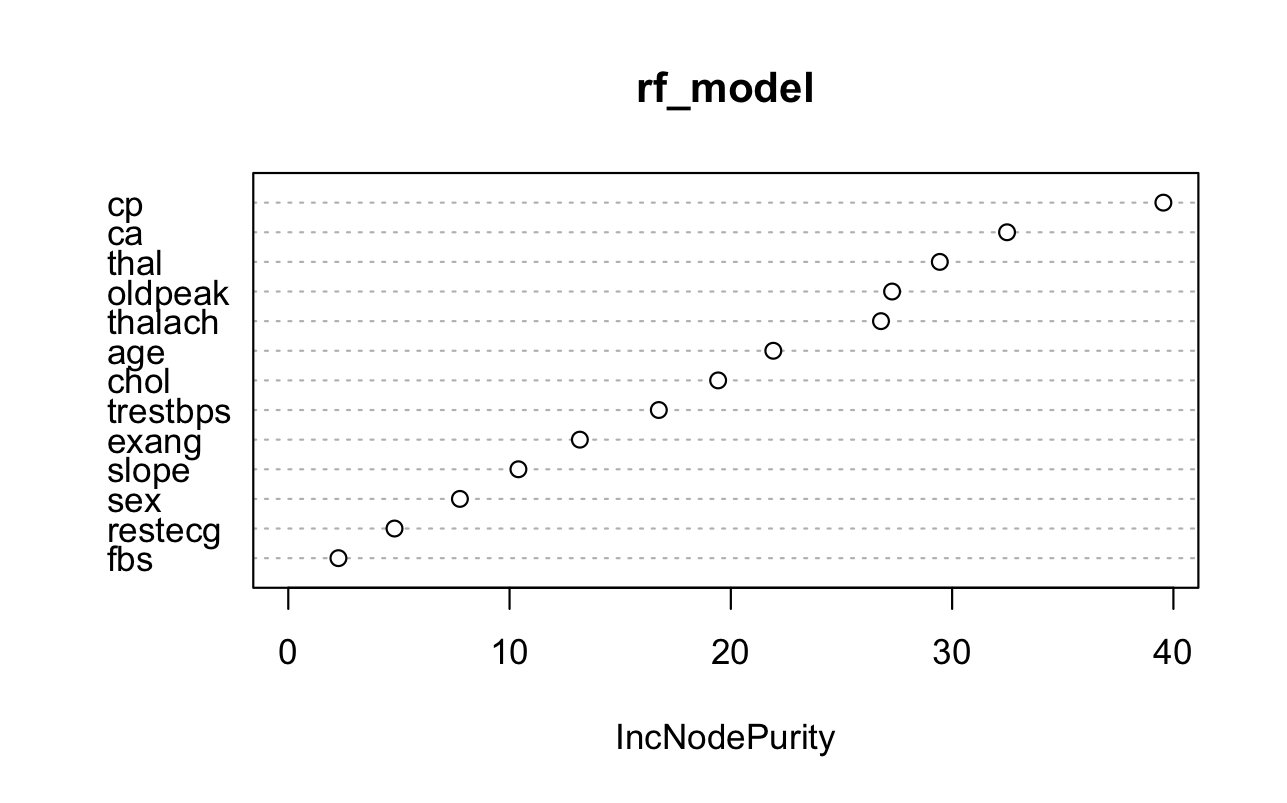 rf_model
cp
ca
thal
oldpeak
thalach
age
chol
trestbps
exang
slope
sex
restecg
fbs
0 10 20 30 40
IncNodePurity